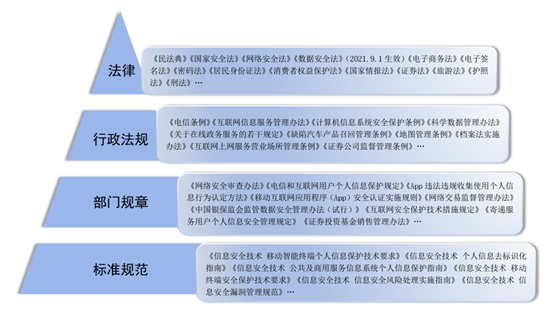 法律
《民法典》《国家安全法》《网络安全法》《数据安全法》（2021.9.1生效）《电子商务法》《电子签
名法》《密码法》《居民身份证法》《消费者权益保护法》《国家情报法》《证券法》《旅游法》《护照
法》《刑法》…
行政法规
《电信条例》《互联网信息服务管理办法》《计算机信息系统安全保护条例》《科学数据管理办法》
《关于在线政务服务的若干规定》《缺陷汽车产品召回管理条例》《地图管理条例》《档案法实施
办法》《互联网上网服务营业场所管理条例》《证券公司监督管理条例》…
部门规章
《网络安全审查办法》《电信和互联网用户个人信息保护规定》《App违法违规收集使用个人信
息行为认定方法》《移动互联网应用程序（App）安全认证实施规则》《网络交易监督管理办法》
《中国银保监会监管数据安全管理办法（试行）》《互联网安全保护技术措施规定》《寄递服
务用户个人信息安全管理规定》《证券投资基金销售管理办法》…
标准规范
《信息安全技术 移动智能终端个人信息保护技术要求》《信息安全技术 个人信息去标识化
指南》《信息安全技术 公共及商用服务信息系统个人信息保护指南》《信息安全技术 移动
终端安全保护技术要求》《信息安全技术 信息安全风险处理实施指南》《信息安全技术 信
息安全漏洞管理规范》…